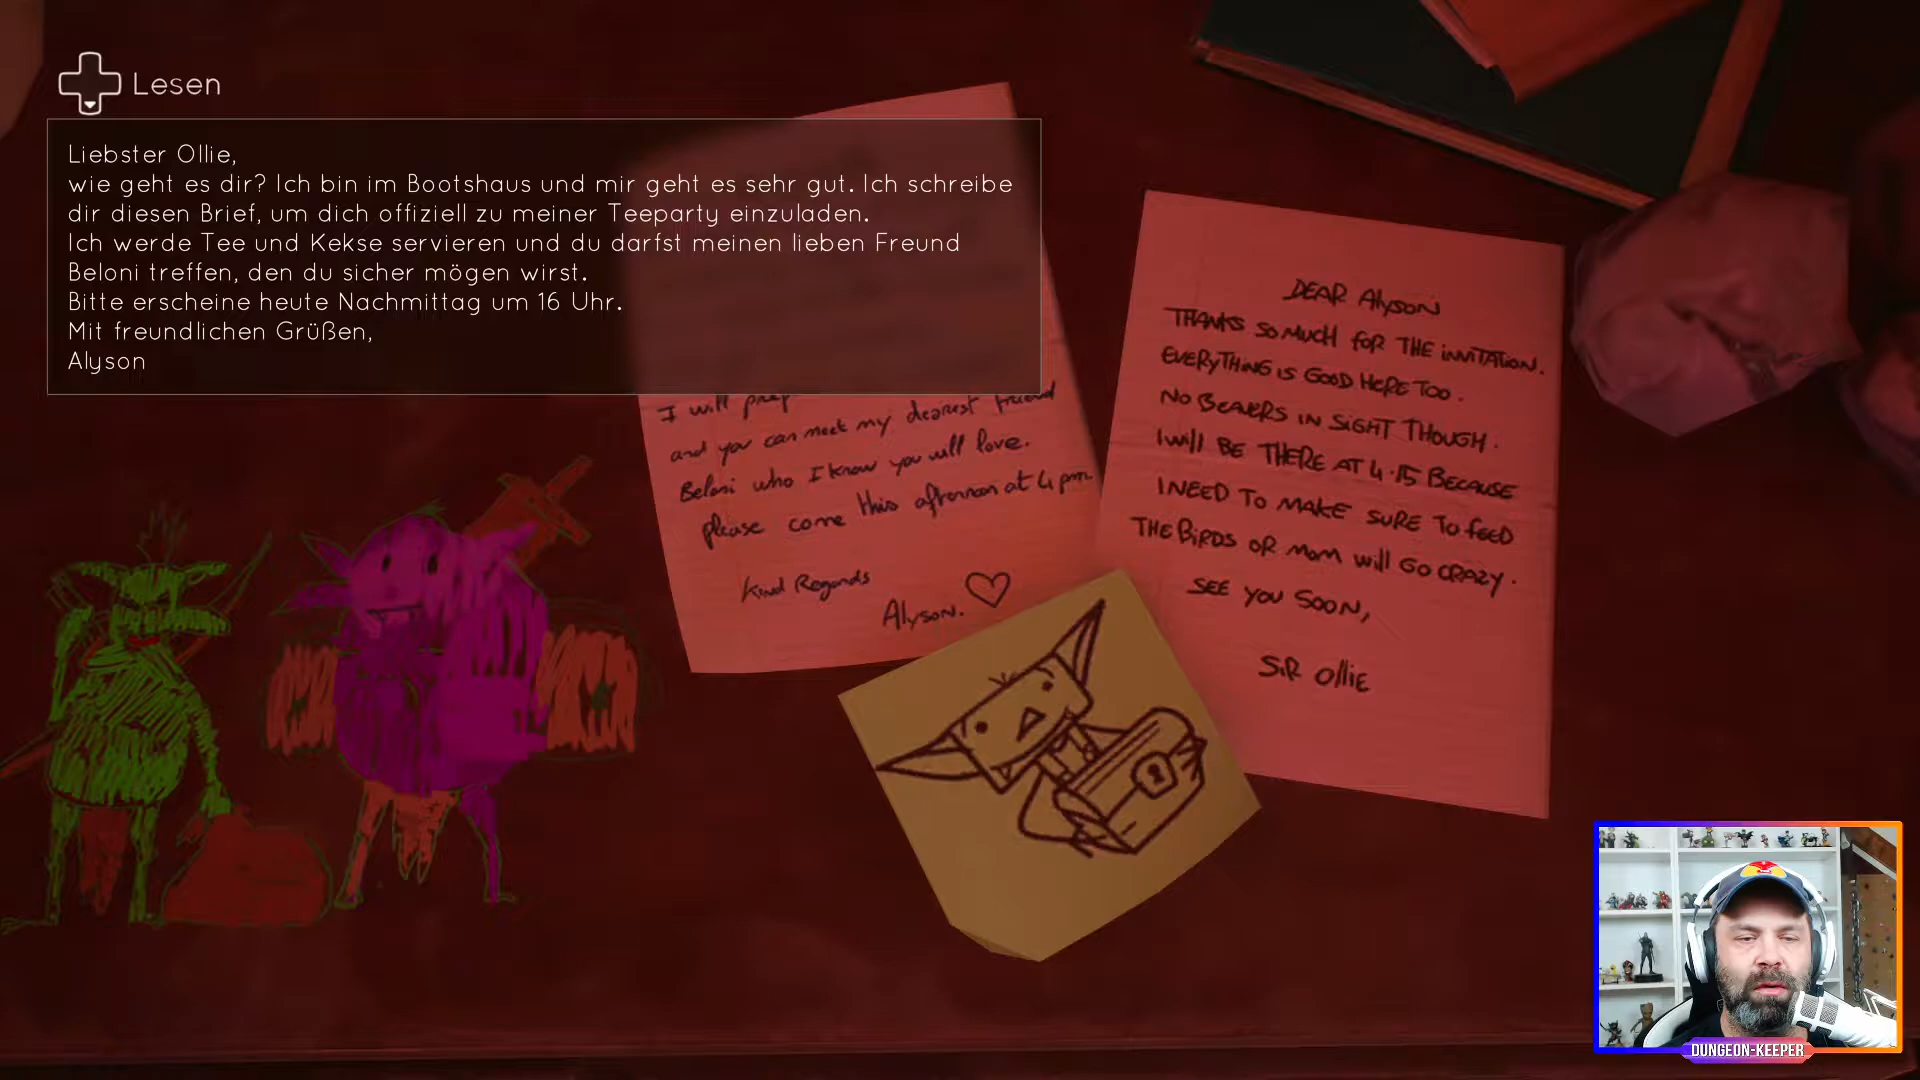 Lesen
Liebster Ollie,
wie geht es dir? Ich bin im Bootshaus und mir geht es sehr gut. Ich schreibe
dir diesen Brief, um dich offiziell zu meiner Teeparty einzuladen.
Ich werde Tee und Kekse servieren und du darfst meinen lieben Freund
Beloni treffen, den du sicher mögen wirst.
Bitte erscheine heute Nachmittag um 16 Uhr.
Mit freundlichen Grüßen,
Alyson
I will prep
and you can meet my dearest friend
Beloni who I know you will love.
please come this afternoon at 4 pm.
Kind Regards
Alyson.
DEAR Alyson
THANKS SO MUCH FOR THE INVITATION.
EVERYTHING IS GOOD HERE TOO.
NO BEAVERS IN SIGHT THOUGH.
I WILL BE THERE AT 4.15 BECAUSE
I NEED TO MAKE SURE TO FEED
THE BIRDS OR MOM WILL GO CRAZY.
SEE YOU SOON,
SIR OLLIE
DUNGEON-KEEPER